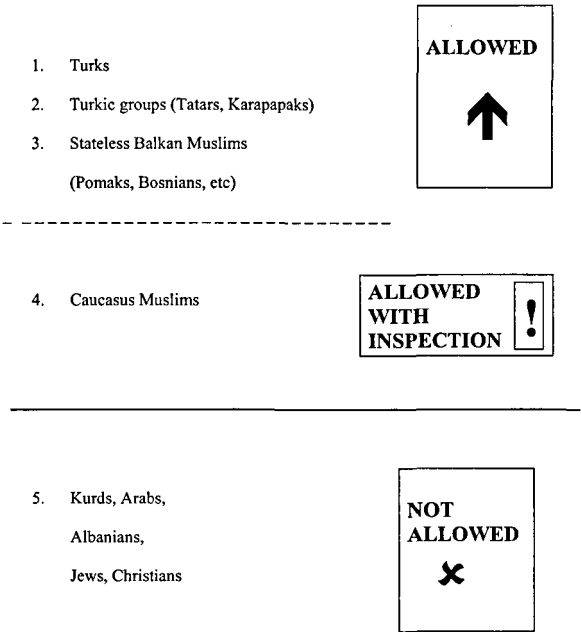 ALLOWED
1. Turks
2. Turkic groups (Tatars, Karapapaks)
3. Stateless Balkan Muslims
(Pomaks, Bosnians, etc)
4. Caucasus Muslims
ALLOWED
WITH
INSPECTION
!
5. Kurds, Arabs,
Albanians,
Jews, Christians
NOT
ALLOWED